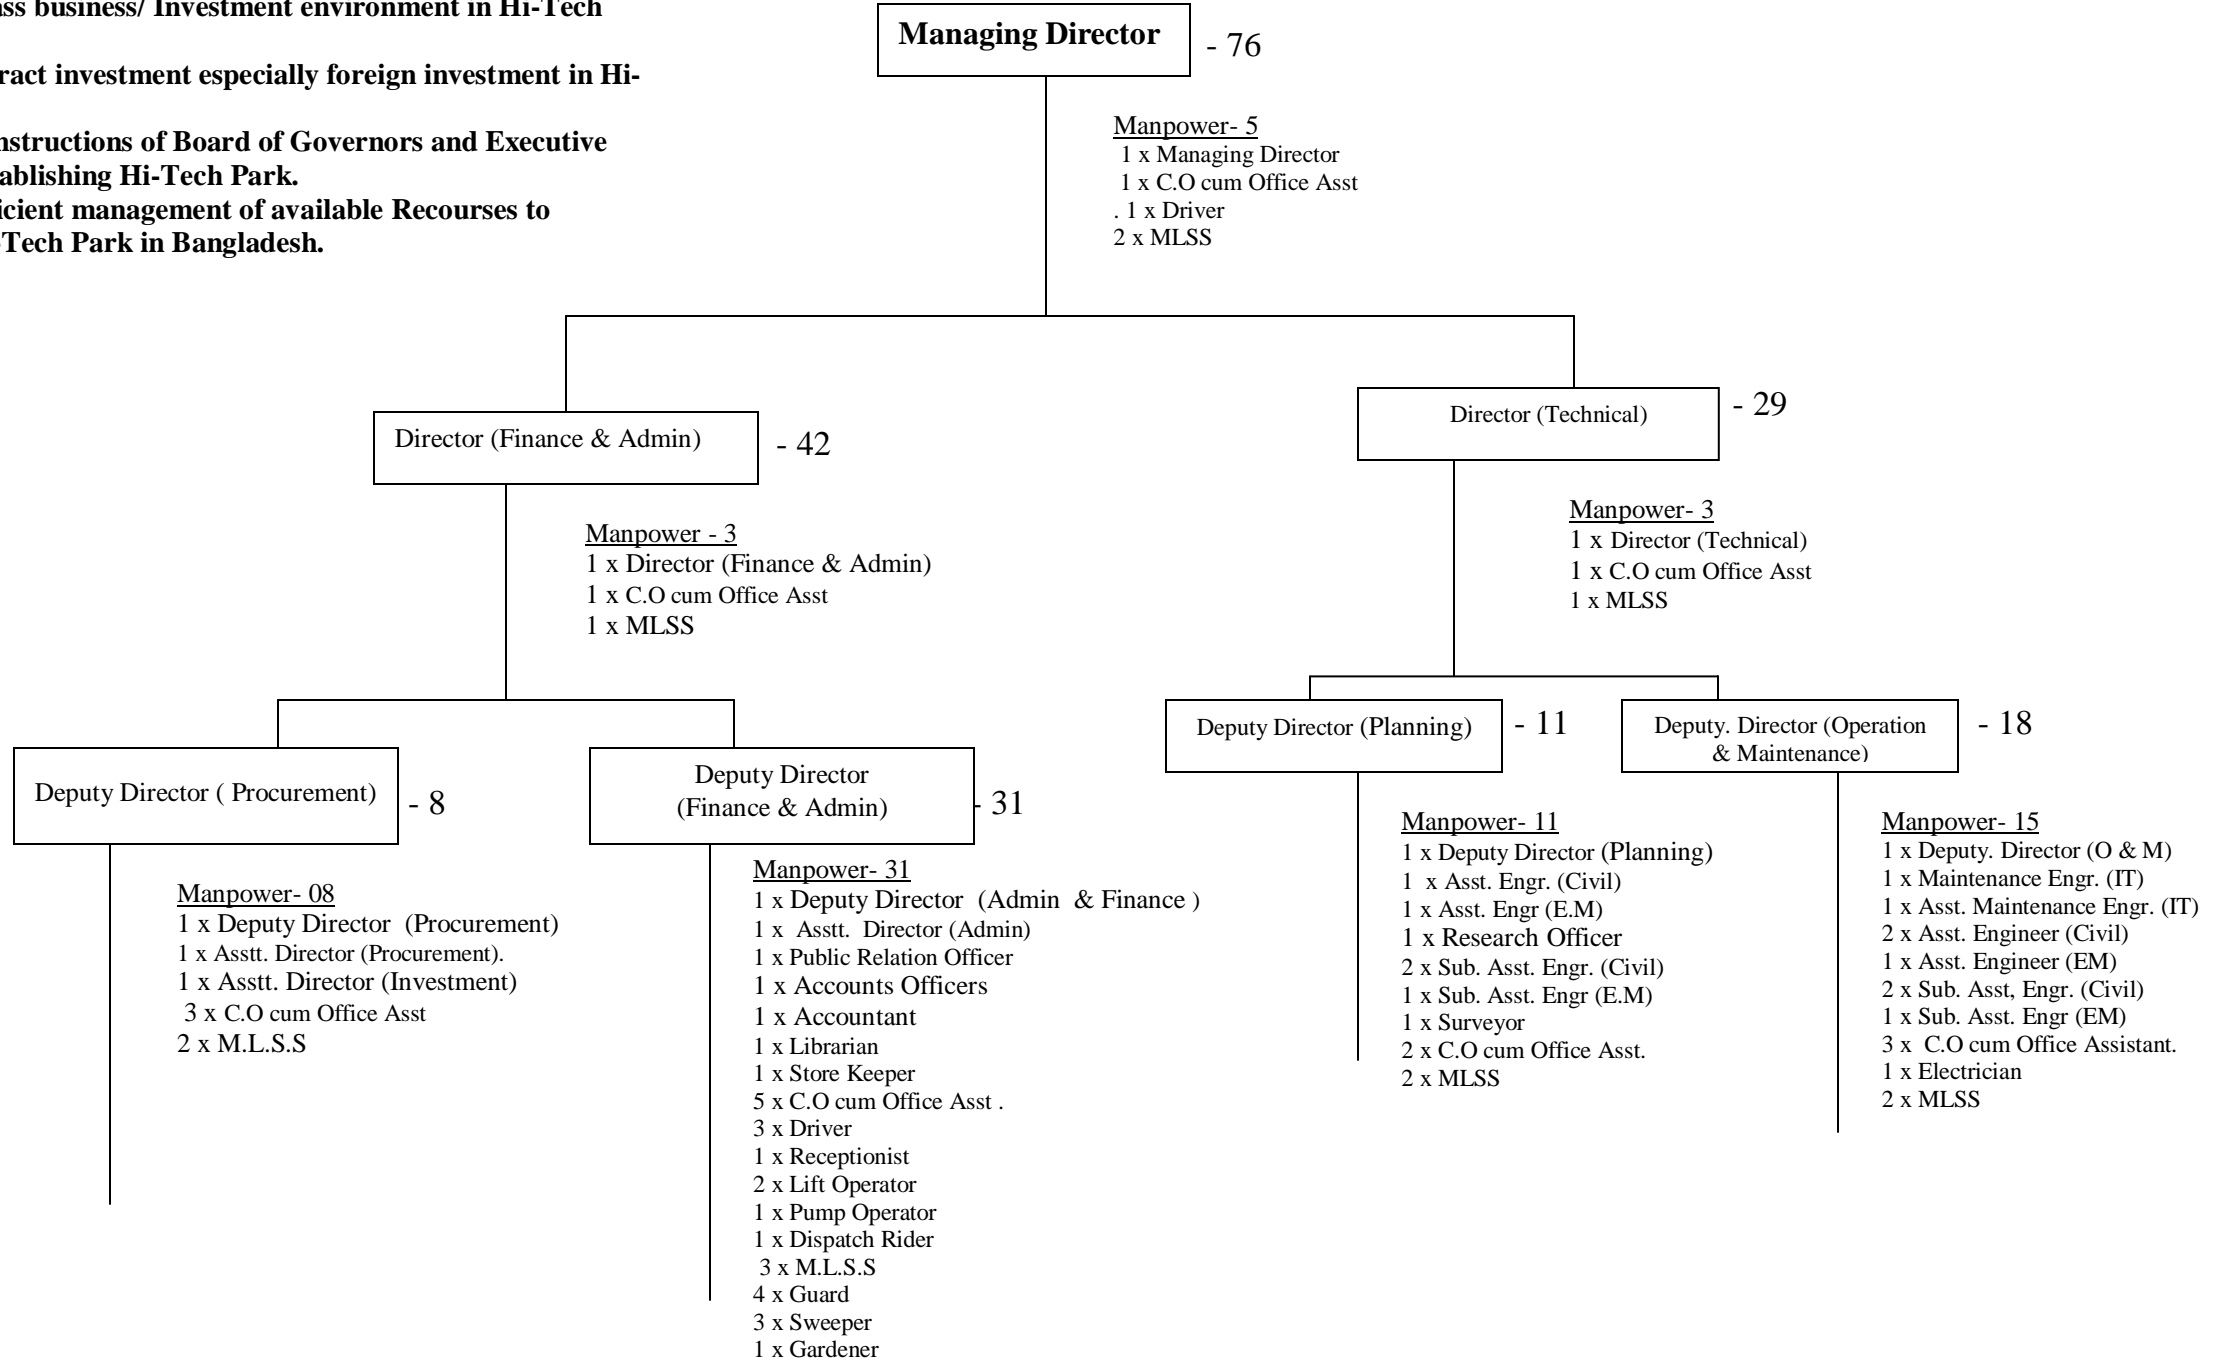 ass business/ Investment environment in Hi-Tech
ract investment especially foreign investment in Hi-
nstructions of Board of Governors and Executive
ablishing Hi-Tech Park.
icient management of available Recourses to
-Tech Park in Bangladesh.
Managing Director
- 76
Manpower- 5
1 x Managing Director
1 x C.O cum Office Asst
. 1 x Driver
2 x MLSS
Director (Finance & Admin)
- 42
Manpower - 3
1 x Director (Finance & Admin)
1 x C.O cum Office Asst
1 x MLSS
Director (Technical)
- 29
Manpower- 3
1 x Director (Technical)
1 x C.O cum Office Asst
1 x MLSS
Deputy Director ( Procurement)
- 8
Manpower- 08
1 x Deputy Director (Procurement)
1 x Asstt. Director (Procurement).
1 x Asstt. Director (Investment)
3 x C.O cum Office Asst
2 x M.L.S.S
Deputy Director
(Finance & Admin)
- 31
Manpower- 31
1 x Deputy Director (Admin & Finance )
1 x Asstt. Director (Admin)
1 x Public Relation Officer
1 x Accounts Officers
1 x Accountant
1 x Librarian
1 x Store Keeper
5 x C.O cum Office Asst .
3 x Driver
1 x Receptionist
2 x Lift Operator
1 x Pump Operator
1 x Dispatch Rider
3 x M.L.S.S
4 x Guard
3 x Sweeper
1 x Gardener
Deputy Director (Planning)
- 11
Manpower- 11
1 x Deputy Director (Planning)
1 x Asst. Engr. (Civil)
1 x Asst. Engr (E.M)
1 x Research Officer
2 x Sub. Asst. Engr. (Civil)
1 x Sub. Asst. Engr (E.M)
1 x Surveyor
2 x C.O cum Office Asst.
2 x MLSS
Deputy. Director (Operation
& Maintenance)
- 18
Manpower- 15
1 x Deputy. Director (O & M)
1 x Maintenance Engr. (IT)
1 x Asst. Maintenance Engr. (IT)
2 x Asst. Engineer (Civil)
1 x Asst. Engineer (EM)
2 x Sub. Asst, Engr. (Civil)
1 x Sub. Asst. Engr (EM)
3 x C.O cum Office Assistant.
1 x Electrician
2 x MLSS